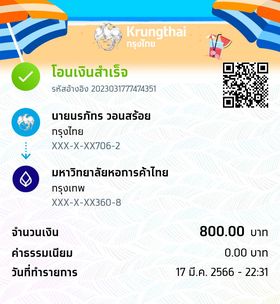 Krungthai
กรุงไทย
โอนเงินสำเร็จ
รหัสอ้างอิง 2023031777474351
นายนรภัทร วอนสร้อย
กรุงไทย
XXX-X-XX706-2
มหาวิทยาลัยหอการค้าไทย
กรุงเทพ
XXX-X-XX360-8
จำนวนเงิน 800.00 บาท
ค่าธรรมเนียม 0.00 บาท
วันที่ทำรายการ 17 มี.ค. 2566 - 22:31